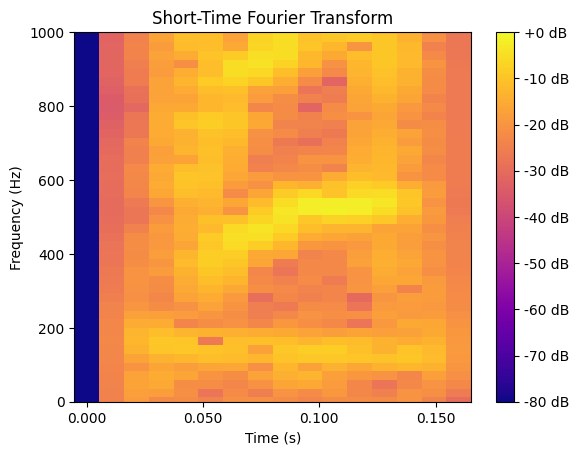 Short-Time Fourier Transform
1000
800
600
400
200
0
Frequency (Hz)
0.000
0.050
0.100
0.150
Time (s)
+0 dB
-10 dB
-20 dB
-30 dB
-40 dB
-50 dB
-60 dB
-70 dB
-80 dB